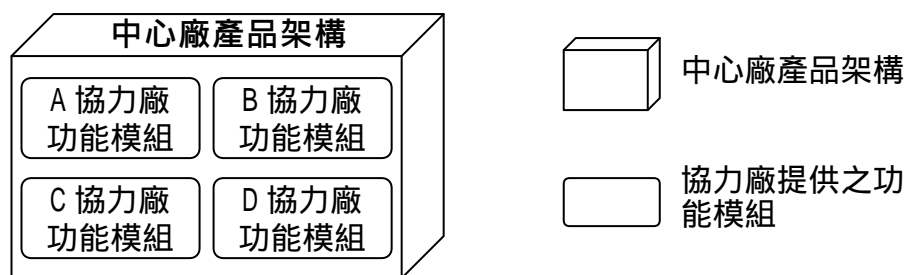 中心廠產品架構
A 協力廠
功能模組
B 協力廠
功能模組
C 協力廠
功能模組
D 協力廠
功能模組
中心廠產品架構
協力廠提供之功
能模組